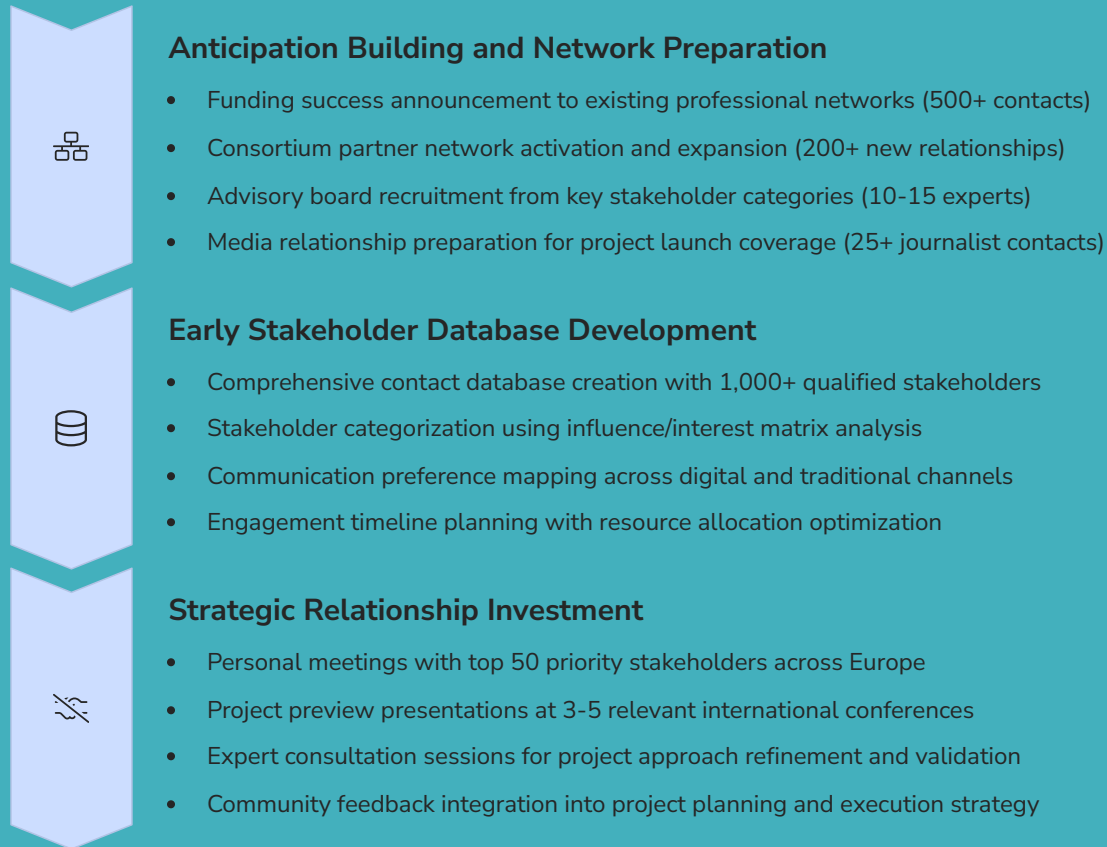 Anticipation Building and Network Preparation
• Funding success announcement to existing professional networks (500+ contacts)
• Consortium partner network activation and expansion (200+ new relationships)
• Advisory board recruitment from key stakeholder categories (10-15 experts)
• Media relationship preparation for project launch coverage (25+ journalist contacts)
Early Stakeholder Database Development
• Comprehensive contact database creation with 1,000+ qualified stakeholders
• Stakeholder categorization using influence/interest matrix analysis
• Communication preference mapping across digital and traditional channels
• Engagement timeline planning with resource allocation optimization
Strategic Relationship Investment
• Personal meetings with top 50 priority stakeholders across Europe
• Project preview presentations at 3-5 relevant international conferences
• Expert consultation sessions for project approach refinement and validation
• Community feedback integration into project planning and execution strategy